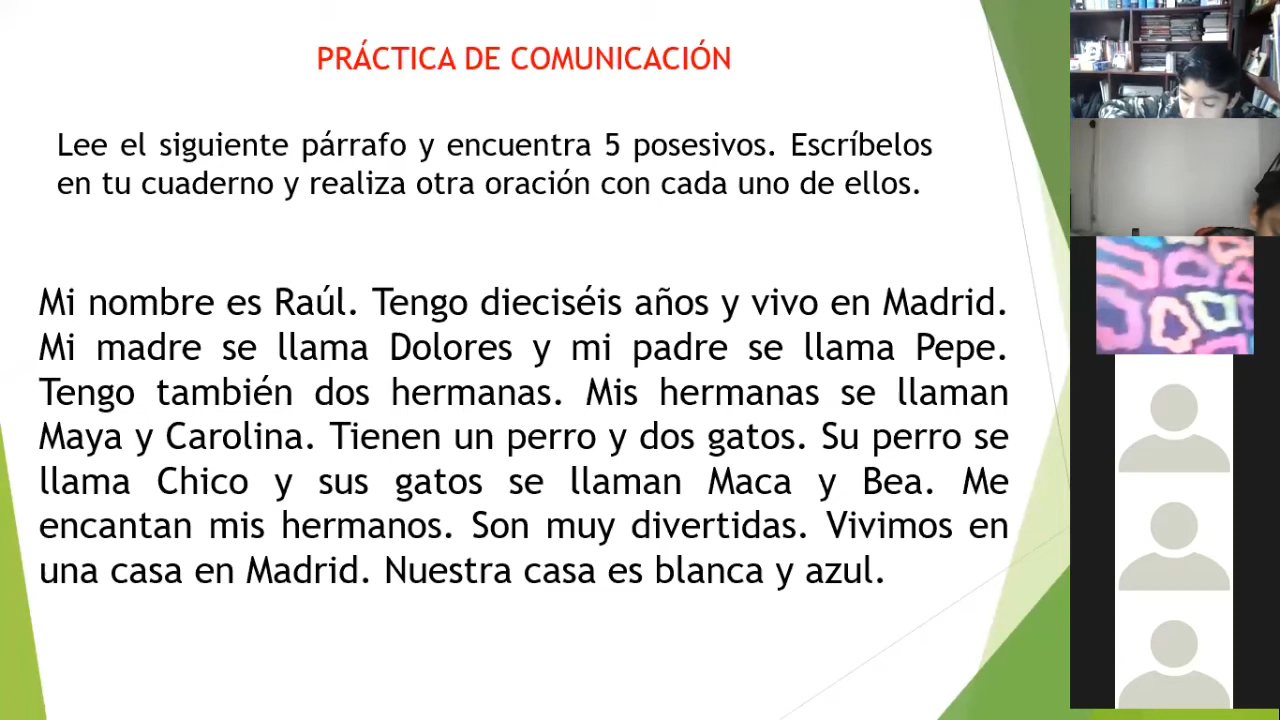 PRÁCTICA DE COMUNICACIÓN
Lee el siguiente párrafo y encuentra 5 posesivos. Escríbelos
en tu cuaderno y realiza otra oración con cada uno de ellos.
Mi nombre es Raúl. Tengo dieciséis años y vivo en Madrid.
Mi madre se llama Dolores y mi padre se llama Pepe.
Tengo también dos hermanas. Mis hermanas se llaman
Maya y Carolina. Tienen un perro y dos gatos. Su perro se
llama Chico y sus gatos se llaman Maca y Bea. Me
encantan mis hermanos. Son muy divertidas. Vivimos en
una casa en Madrid. Nuestra casa es blanca y azul.